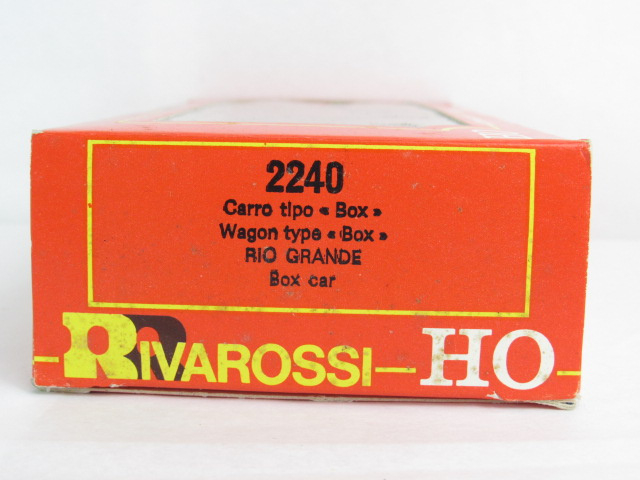 2240
Carro tipo « Box »
Wagon type « Box »
RIO GRANDE
Box car
RIVAROSSI HO